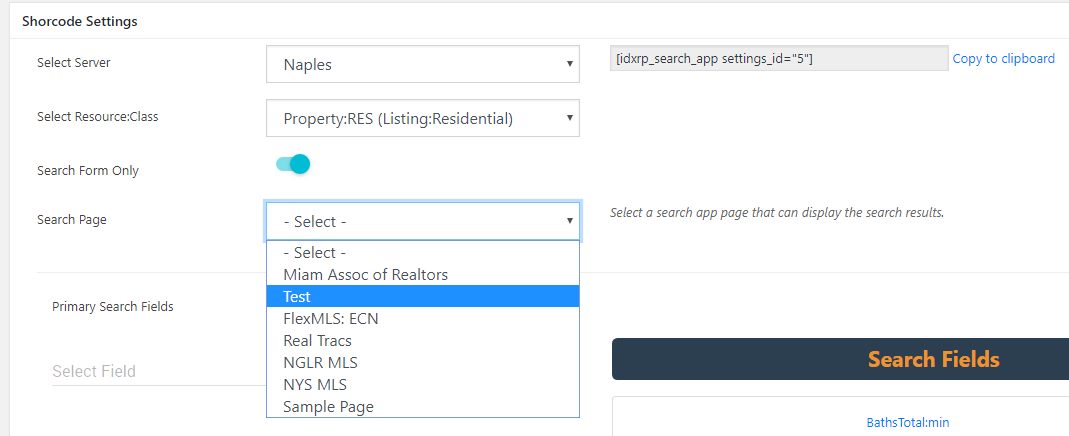 Shorcode Settings
Select Server
Naples
[idxrp_search_app settings_id="5"]
Copy to clipboard
Select Resource:Class
Property:RES (Listing:Residential)
Search Form Only
Search Page
- Select -
Select a search app page that can display the search results.
- Select -
Miam Assoc of Realtors
Test
FlexMLS: ECN
Real Tracs
NGLR MLS
NYS MLS
Sample Page
Primary Search Fields
Select Field
Search Fields
BathsTotal:min